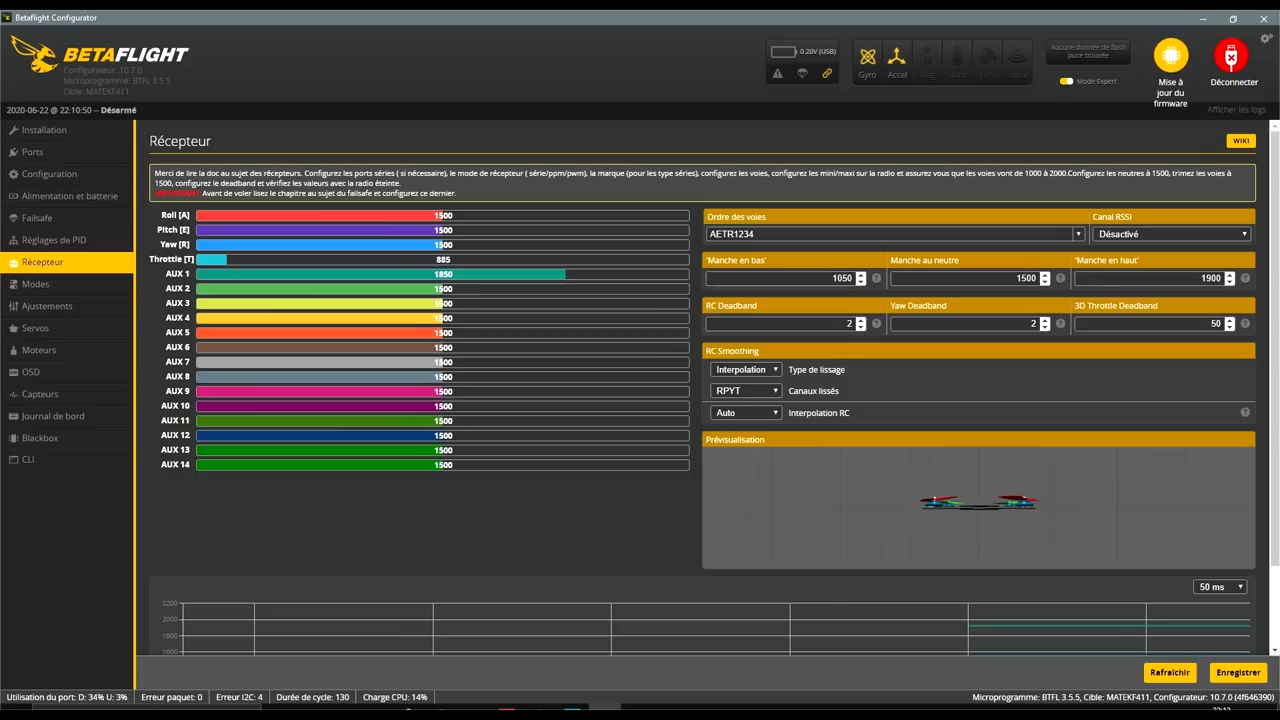 Betaflight Configurator
BETAFLIGHT
Configurateur: 10.7.0
Microprogramme: BTFL 3.5.5
Cible: MATEKF411
0.20V (USB)
Gyro
Accel
Mag
Sonar
Aucune donnée de flash
puce trouvée
Mode Expert
Mise à
jour du
firmware
Déconnecter
2020-06-22 @ 22:10:50 -- Désarmé
Afficher les logs
Installation
Ports
Configuration
Alimentation et batterie
Failsafe
Réglages de PID
Récepteur
Modes
Ajustements
Servos
Moteurs
OSD
Capteurs
Journal de bord
Blackbox
CLI
Récepteur
WIKI
Merci de lire la doc au sujet des récepteurs. Configurez les ports séries ( si nécessaire), le mode de récepteur ( série/ppm/pwm), la marque (pour les type séries), configurez les voies, configurez les mini/maxi sur la radio et assurez vous que les voies vont de 1000 à 2000.Configurez les neutres à 1500, trimez les voies à
1500, configurez le deadband et vérifiez les valeurs avec la radio éteinte.
Avant de voler lisez le chapitre au sujet du failsafe et configurez ce dernier.
Roll [A] 1500
Pitch [E] 1500
Yaw [R] 1500
Throttle [T] 885
AUX 1 1850
AUX 2 1500
AUX 3 1500
AUX 4 1500
AUX 5 1500
AUX 6 1500
AUX 7 1500
AUX 8 1500
AUX 9 1500
AUX 10 1500
AUX 11 1500
AUX 12 1500
AUX 13 1500
AUX 14 1500
Ordre des voies Canal RSSI
AETR1234 Désactivé
'Manche en bas' Manche au neutre 'Manche en haut'
1050 1500 1900
RC Deadband Yaw Deadband 3D Throttle Deadband
2 2 50
RC Smoothing
Interpolation Type de lissage
RPYT Canaux lissés
Auto Interpolation RC
Prévisualisation
50 ms
2200
2000
1800
1600
Rafraîchir Enregistrer
Utilisation du port: D: 34% U: 3% Erreur paquet: 0 Erreur I2C: 4 Durée de cycle: 130 Charge CPU: 14% Microprogramme: BTFL 3.5.5, Cible: MATEKF411, Configurateur: 10.7.0 (4f646390)